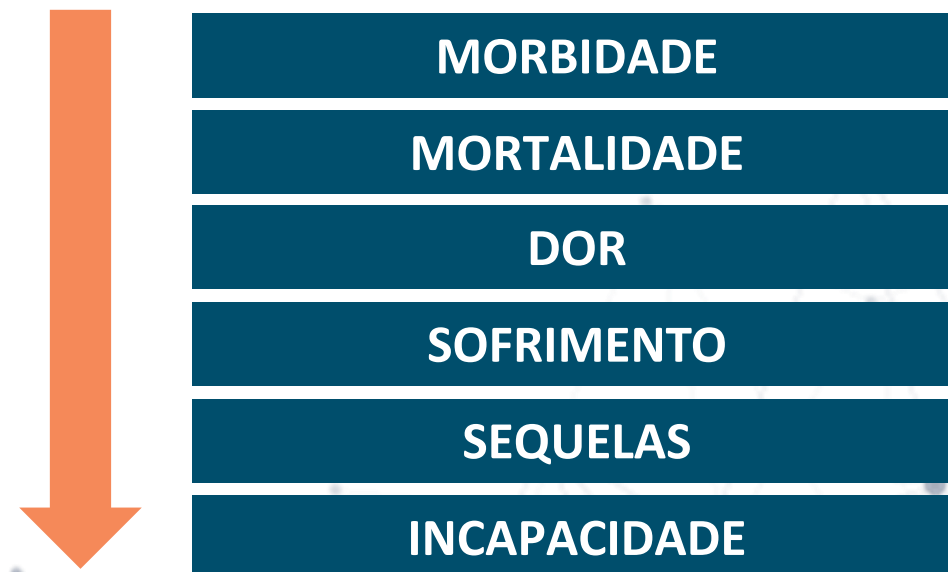 MORBIDADE
MORTALIDADE
DOR
SOFRIMENTO
SEQUELAS
INCAPACIDADE